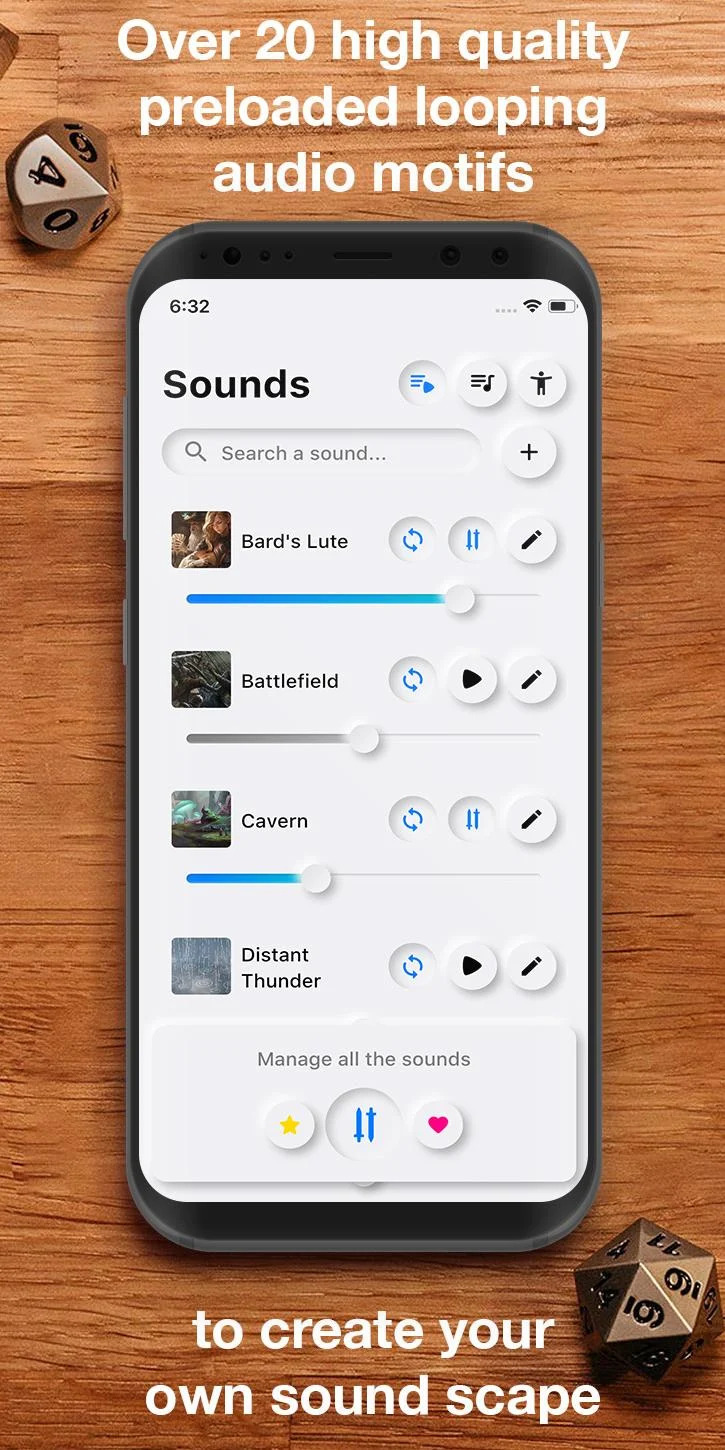 Over 20 high quality
preloaded looping
audio motifs
6:32
Sounds
Search a sound...
Bard's Lute
Battlefield
Cavern
Distant
Thunder
Manage all the sounds
to create your
own sound scape